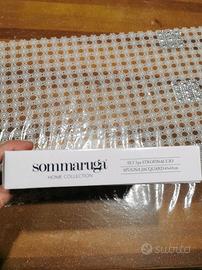 sommaruga
HOME COLLECTION
SET 3pz STROFINACCIO
SPUGNA JACQUARD
subito